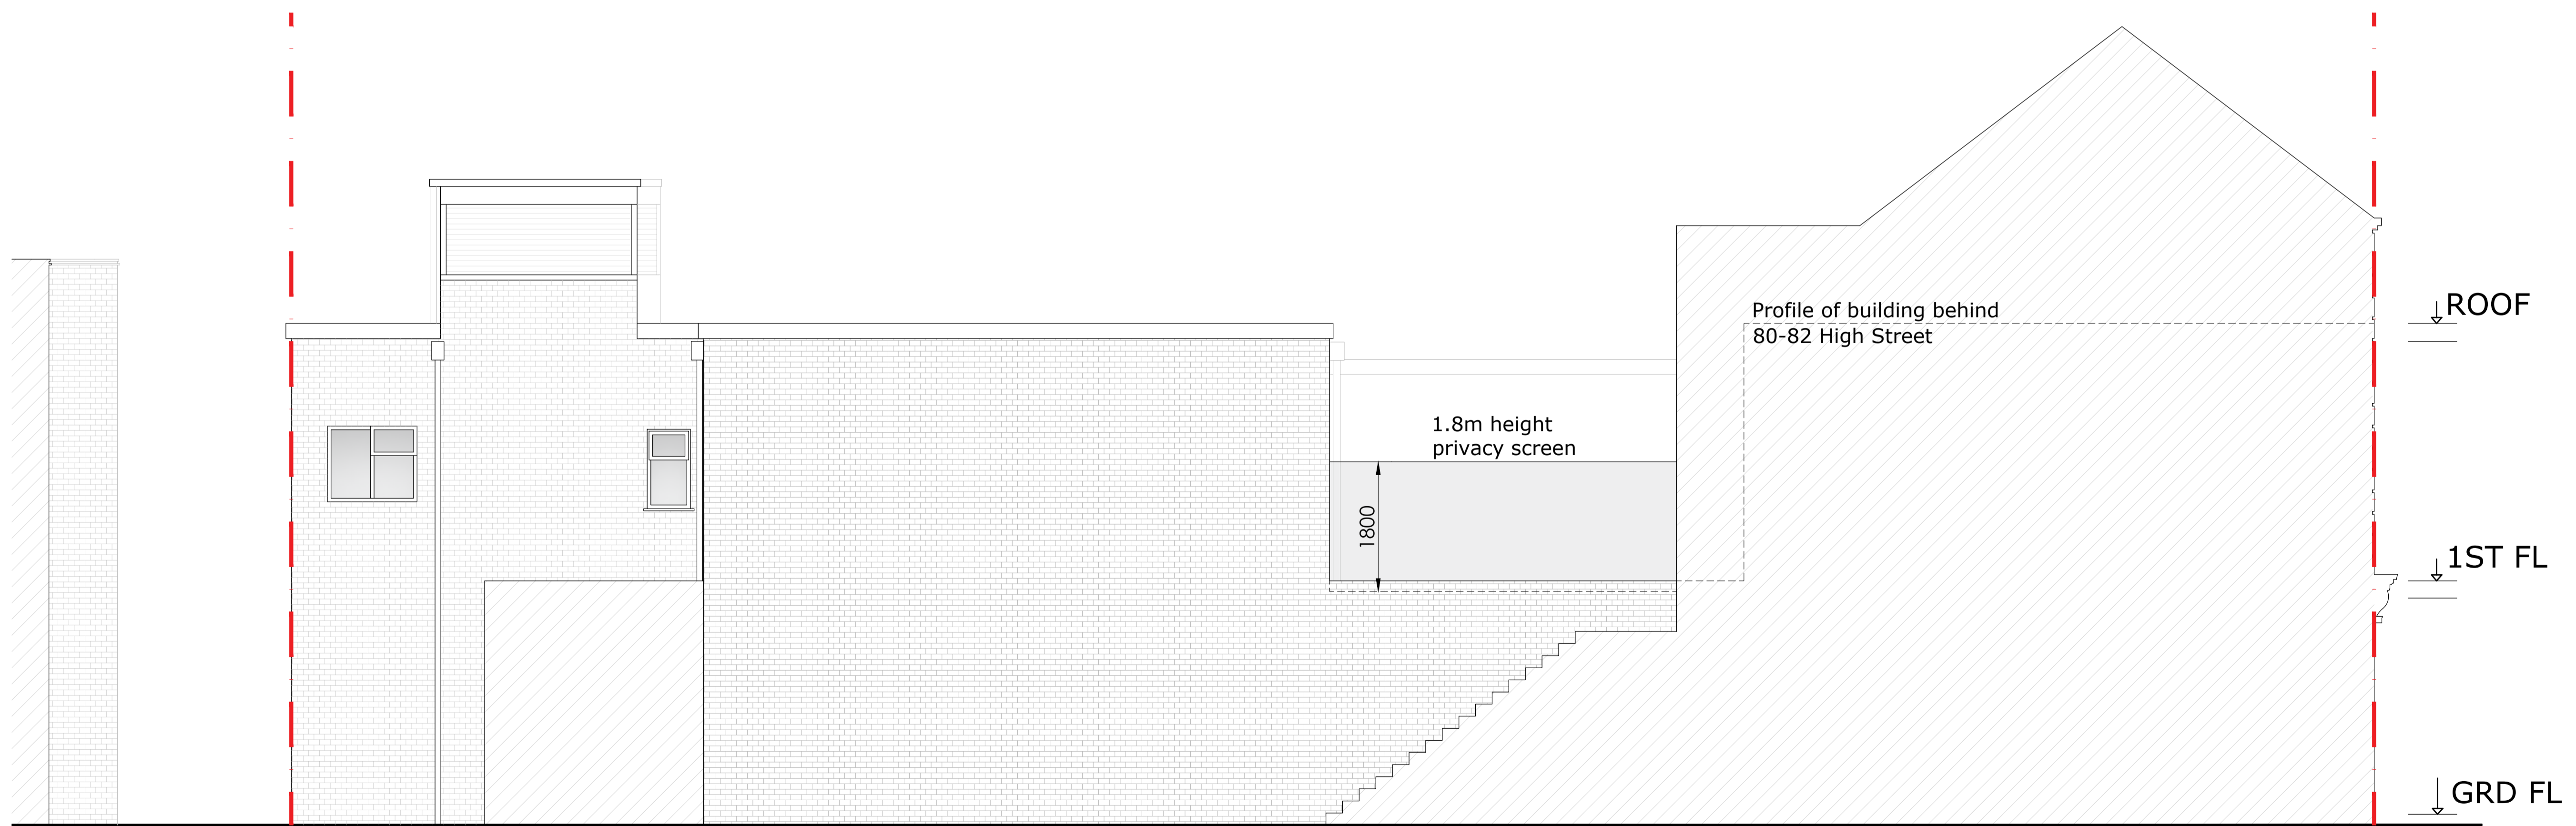 Profile of building behind
80-82 High Street
ROOF
1.8m height
privacy screen
1800
1ST FL
GRD FL